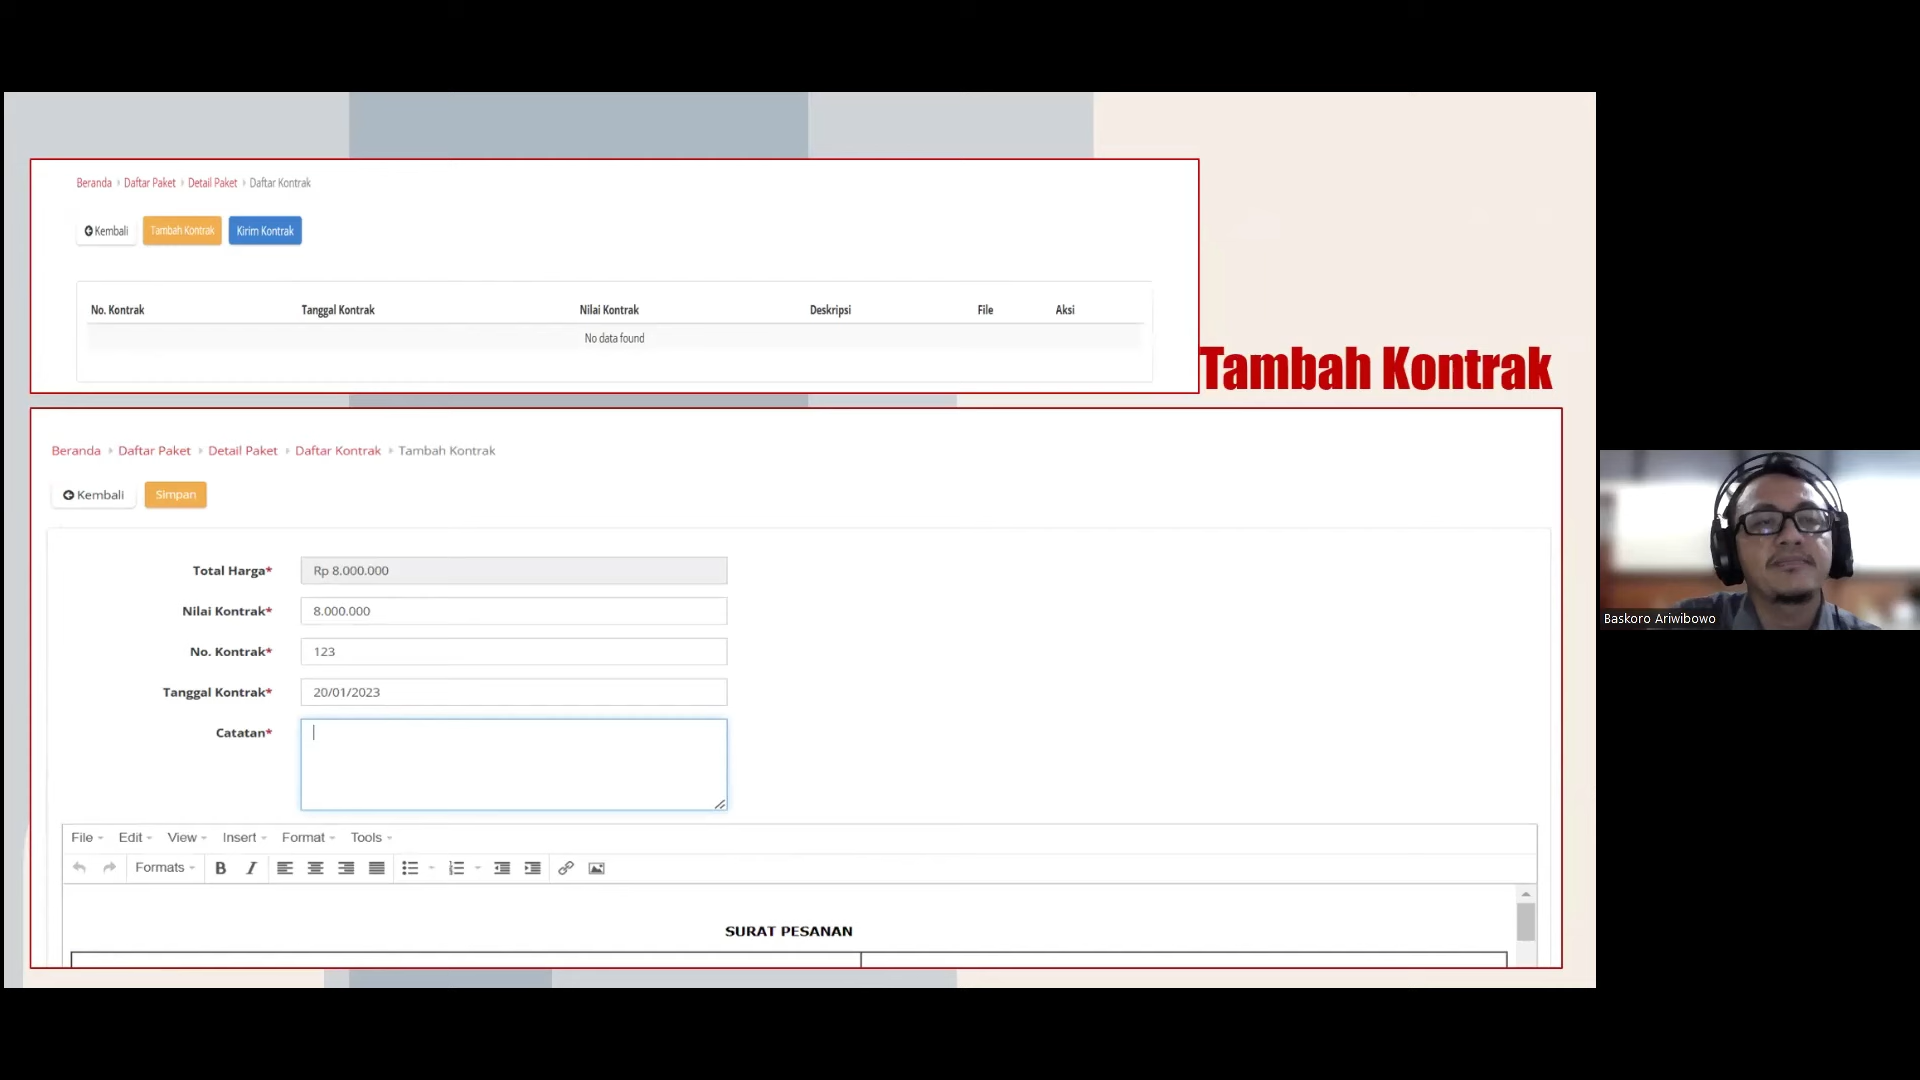 Beranda Daftar Paket Detail Paket Daftar Kontrak
Kembali Tambah Kontrak Kirim Kontrak
No. Kontrak Tanggal Kontrak Nilai Kontrak Deskripsi File Aksi
No data found
Tambah Kontrak
Beranda Daftar Paket Detail Paket Daftar Kontrak Tambah Kontrak
Kembali Simpan
Total Harga* Rp 8.000.000
Nilai Kontrak* 8.000.000
No. Kontrak* 123
Tanggal Kontrak* 20/01/2023
Catatan*
File Edit View Insert Format Tools
Formats B I
SURAT PESANAN
Baskoro Ariwibowo